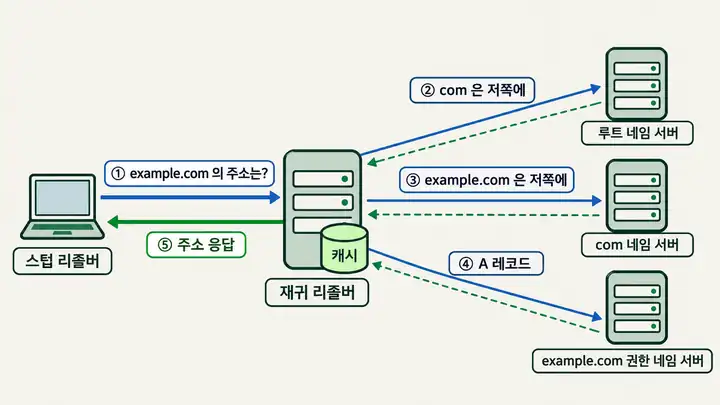 ② com 은 저쪽에
루트 네임 서버
① example.com 의 주소는?
③ example.com 은 저쪽에
⑤ 주소 응답
캐시
com 네임 서버
스텁 리졸버
④ A 레코드
재귀 리졸버
example.com 권한 네임 서버